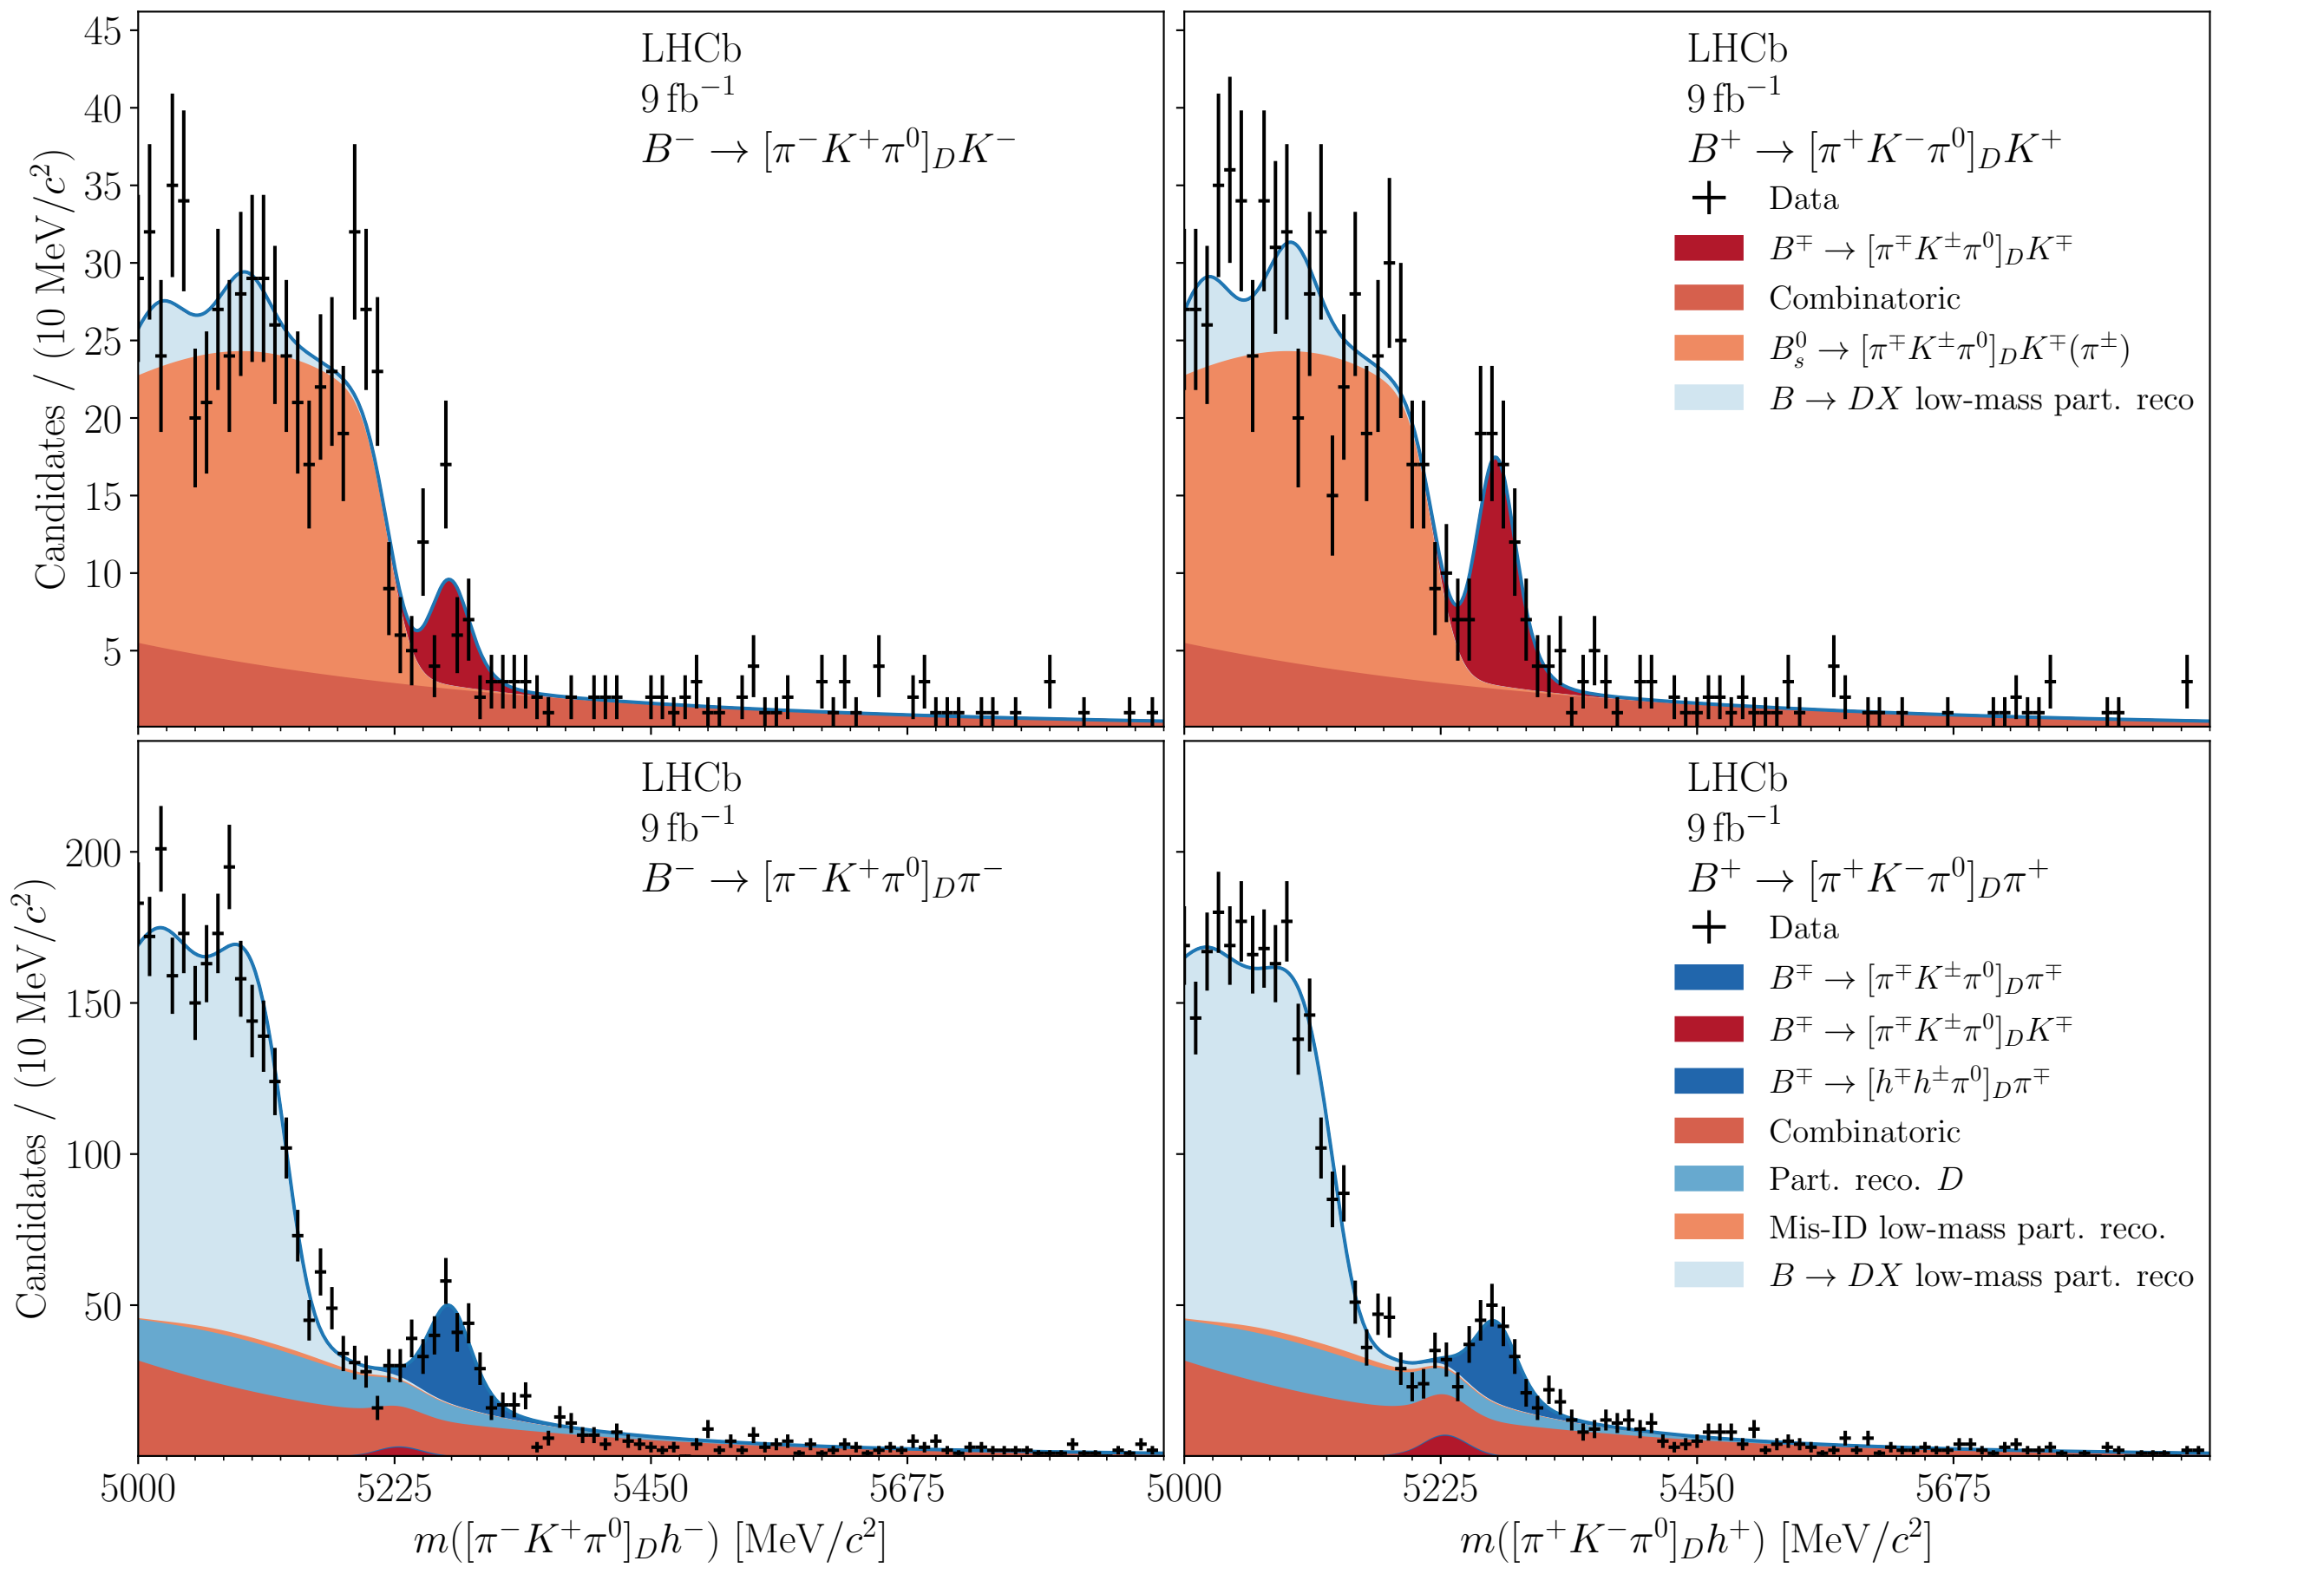 45
40
35
30
25
20
15
10
5
Candidates / (10 MeV/c²)
LHCb
9 fb⁻¹
B⁻ → [π⁻K⁺π⁰]_D K⁻
LHCb
9 fb⁻¹
B⁺ → [π⁺K⁻π⁰]_D K⁺
Data
B^∓ → [π^∓K^±π⁰]_D K^∓
Combinatoric
B_s⁰ → [π^∓K^±π⁰]_D K^∓(π^±)
B → DX low-mass part. reco
200
150
100
50
Candidates / (10 MeV/c²)
LHCb
9 fb⁻¹
B⁻ → [π⁻K⁺π⁰]_D π⁻
5000 5225 5450 5675
m([π⁻K⁺π⁰]_D h⁻) [MeV/c²]
LHCb
9 fb⁻¹
B⁺ → [π⁺K⁻π⁰]_D π⁺
Data
B^∓ → [π^∓K^±π⁰]_D π^∓
B^∓ → [π^∓K^±π⁰]_D K^∓
B^∓ → [h^∓h^±π⁰]_D π^∓
Combinatoric
Part. reco. D
Mis-ID low-mass part. reco.
B → DX low-mass part. reco
5000 5225 5450 5675
m([π⁺K⁻π⁰]_D h⁺) [MeV/c²]